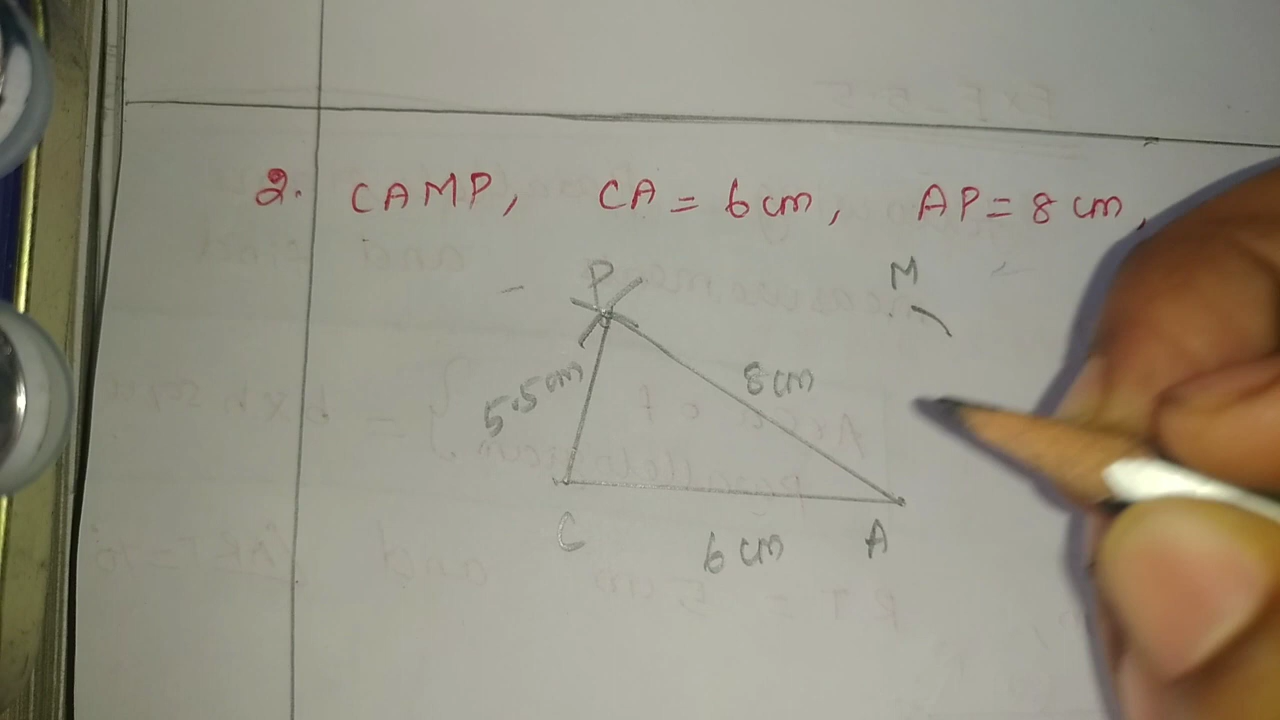 2. CAMP, CA = 6 cm, AP = 8 cm,
P
M
5.5 cm
8 cm
C
6 cm
A